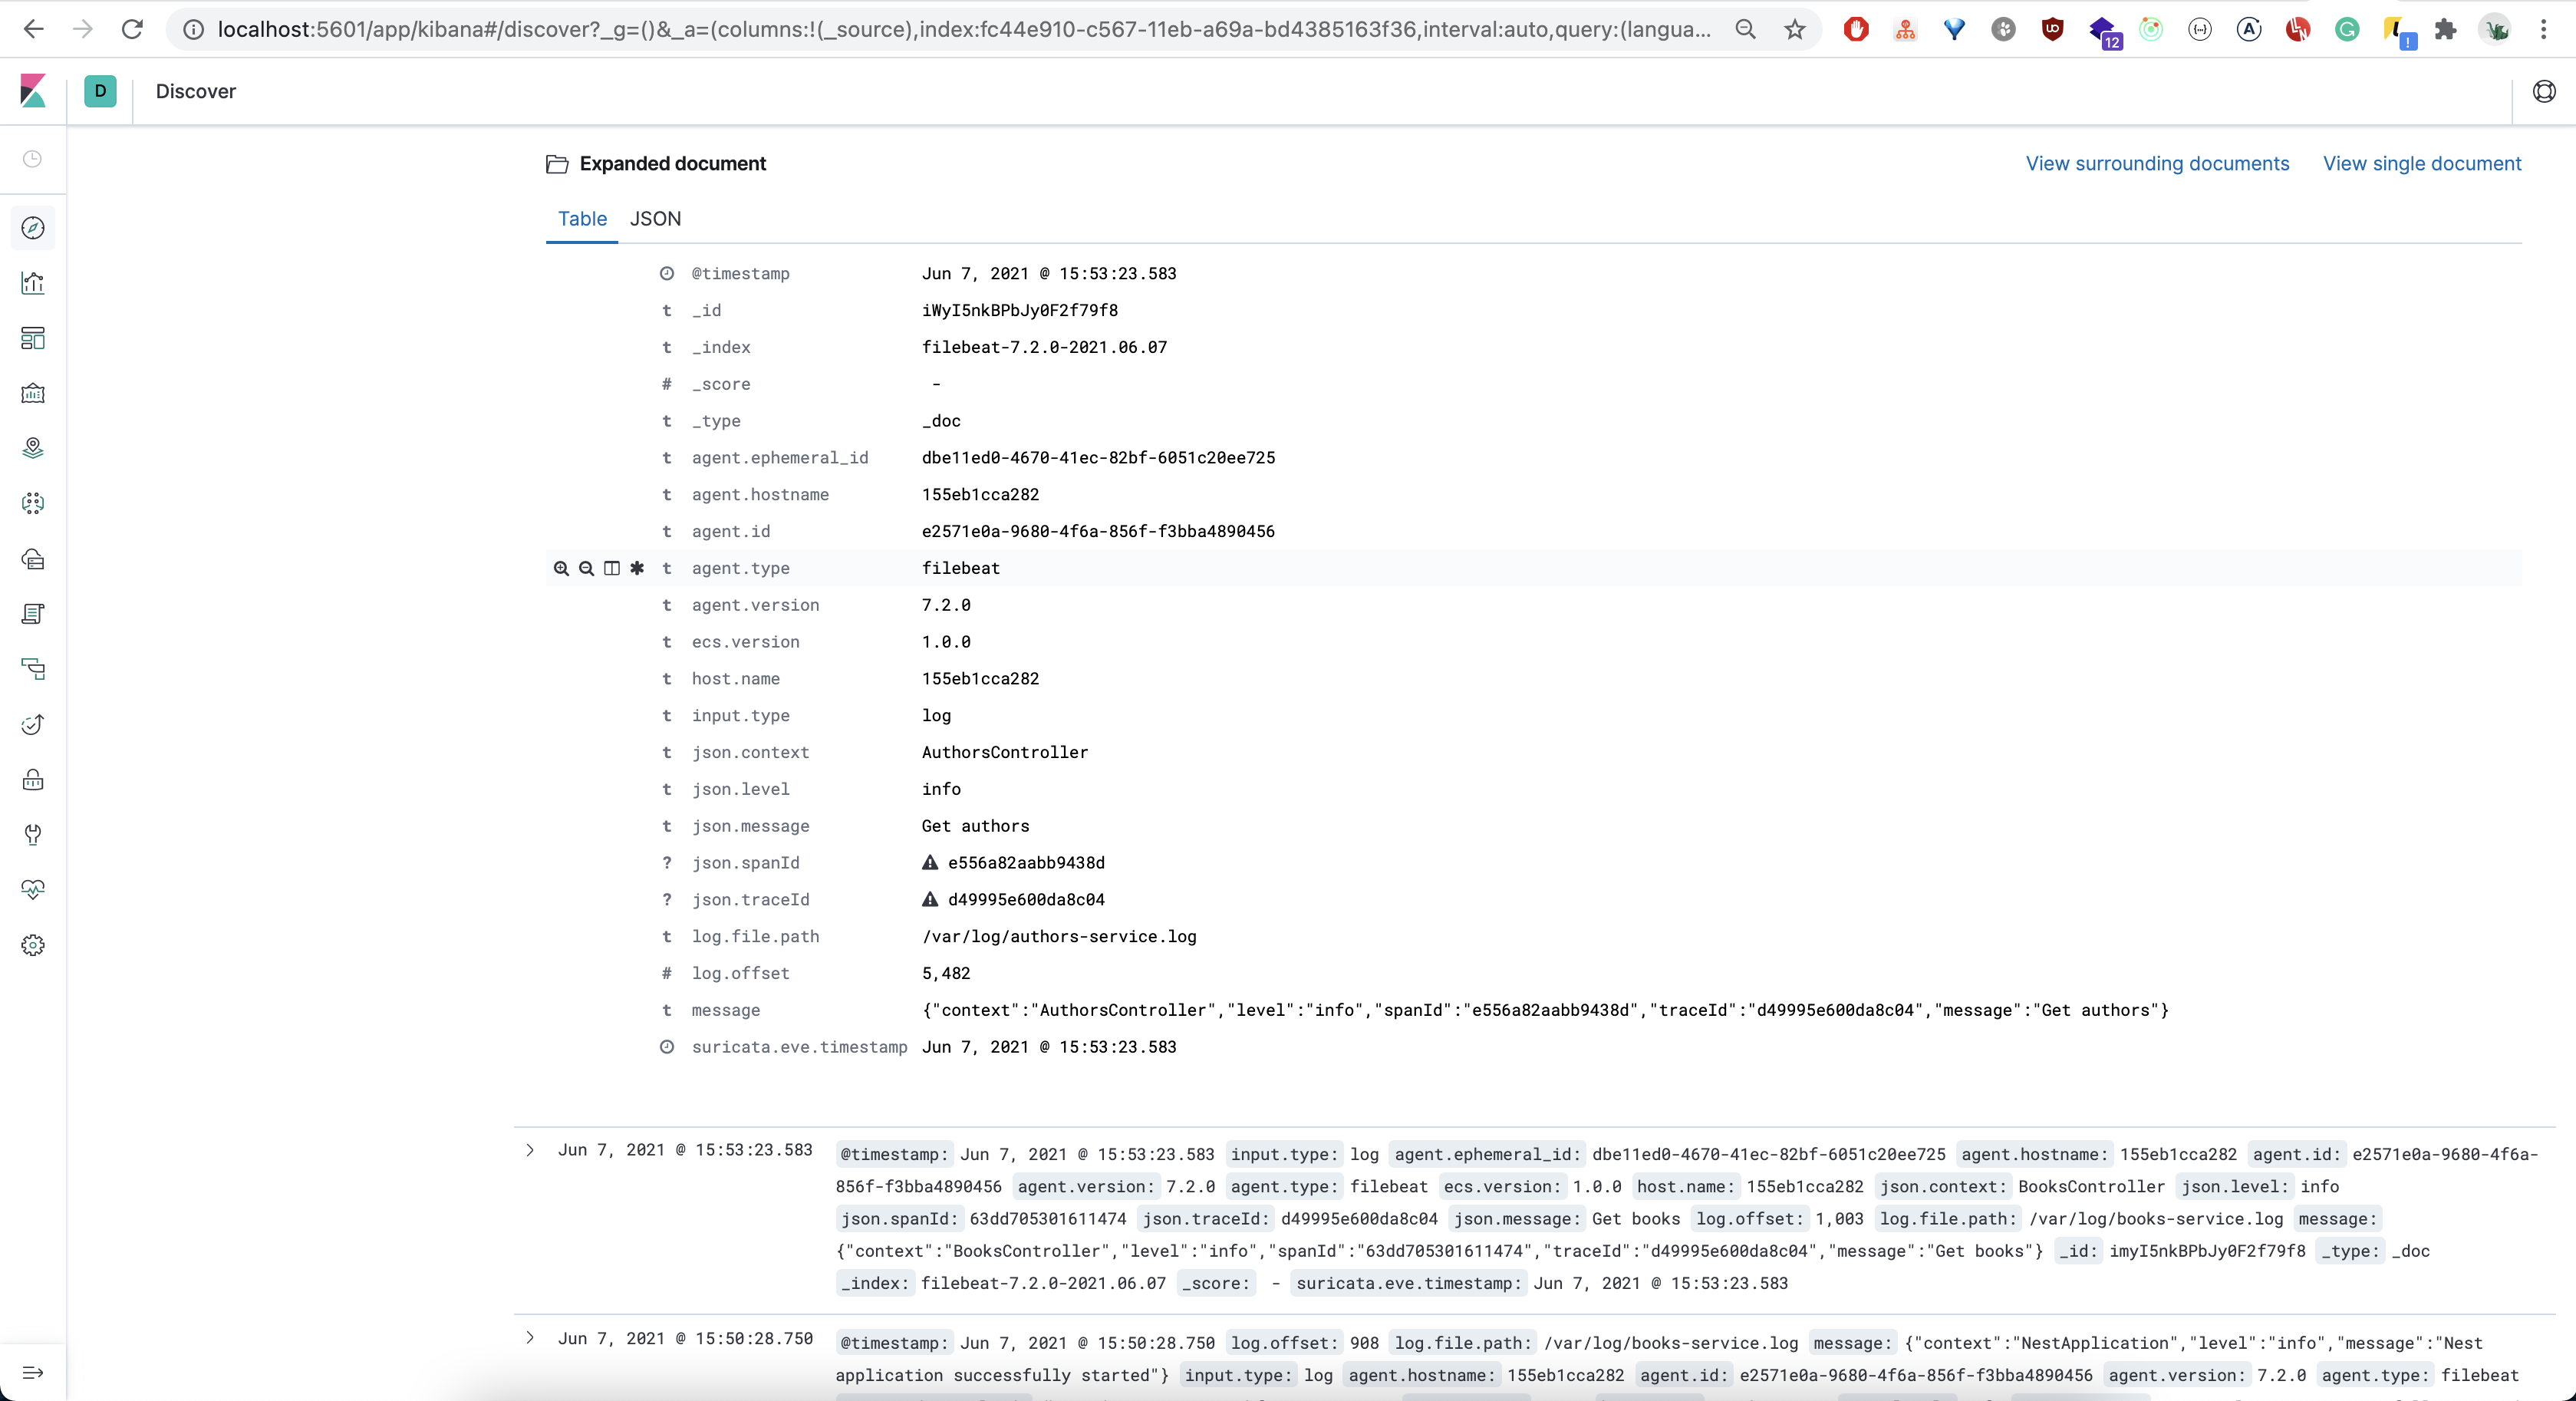 localhost:5601/app/kibana#/discover?_g=()&_a=(columns:!(_source),index:fc44e910-c567-11eb-a69a-bd4385163f36,interval:auto,query:(langua...
12
D Discover
Expanded document View surrounding documents View single document
Table JSON
@timestamp Jun 7, 2021 @ 15:53:23.583
t _id iWyI5nkBPbJy0F2f79f8
t _index filebeat-7.2.0-2021.06.07
# _score -
t _type _doc
t agent.ephemeral_id dbe11ed0-4670-41ec-82bf-6051c20ee725
t agent.hostname 155eb1cca282
t agent.id e2571e0a-9680-4f6a-856f-f3bba4890456
t agent.type filebeat
t agent.version 7.2.0
t ecs.version 1.0.0
t host.name 155eb1cca282
t input.type log
t json.context AuthorsController
t json.level info
t json.message Get authors
? json.spanId e556a82aabb9438d
? json.traceId d49995e600da8c04
t log.file.path /var/log/authors-service.log
# log.offset 5,482
t message {"context":"AuthorsController","level":"info","spanId":"e556a82aabb9438d","traceId":"d49995e600da8c04","message":"Get authors"}
suricata.eve.timestamp Jun 7, 2021 @ 15:53:23.583
Jun 7, 2021 @ 15:53:23.583 @timestamp: Jun 7, 2021 @ 15:53:23.583 input.type: log agent.ephemeral_id: dbe11ed0-4670-41ec-82bf-6051c20ee725 agent.hostname: 155eb1cca282 agent.id: e2571e0a-9680-4f6a-
856f-f3bba4890456 agent.version: 7.2.0 agent.type: filebeat ecs.version: 1.0.0 host.name: 155eb1cca282 json.context: BooksController json.level: info
json.spanId: 63dd705301611474 json.traceId: d49995e600da8c04 json.message: Get books log.offset: 1,003 log.file.path: /var/log/books-service.log message:
{"context":"BooksController","level":"info","spanId":"63dd705301611474","traceId":"d49995e600da8c04","message":"Get books"} _id: imyI5nkBPbJy0F2f79f8 _type: _doc
_index: filebeat-7.2.0-2021.06.07 _score: - suricata.eve.timestamp: Jun 7, 2021 @ 15:53:23.583
Jun 7, 2021 @ 15:50:28.750 @timestamp: Jun 7, 2021 @ 15:50:28.750 log.offset: 908 log.file.path: /var/log/books-service.log message: {"context":"NestApplication","level":"info","message":"Nest
application successfully started"} input.type: log agent.hostname: 155eb1cca282 agent.id: e2571e0a-9680-4f6a-856f-f3bba4890456 agent.version: 7.2.0 agent.type: filebeat